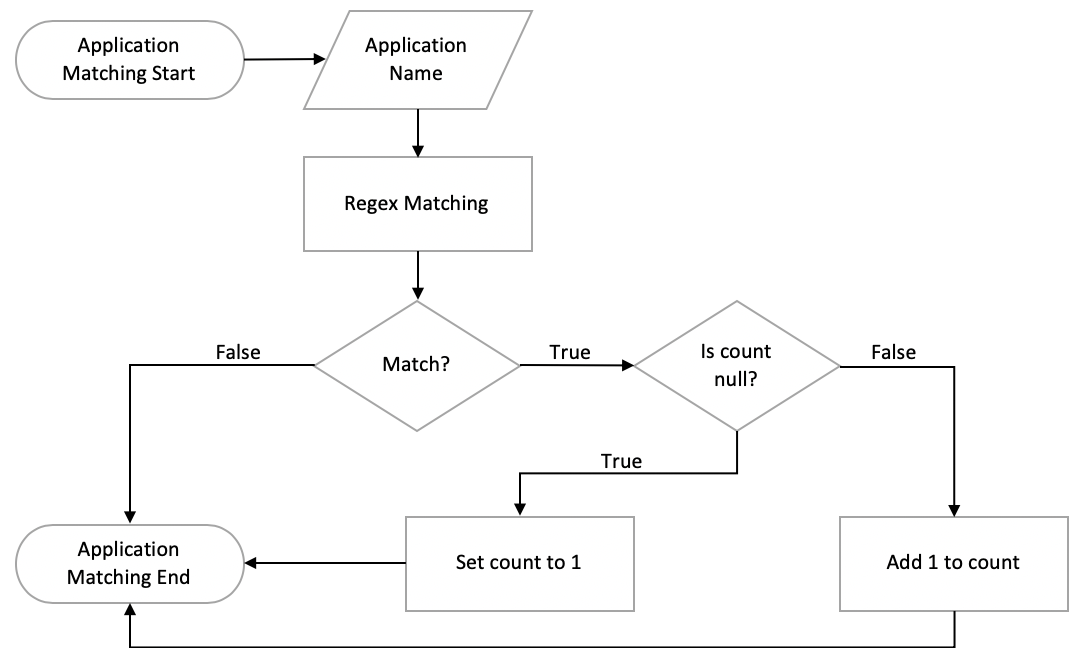 Application
Matching Start
Application
Name
Regex Matching
False
Match?
True
Is count
null?
False
True
Application
Matching End
Set count to 1
Add 1 to count